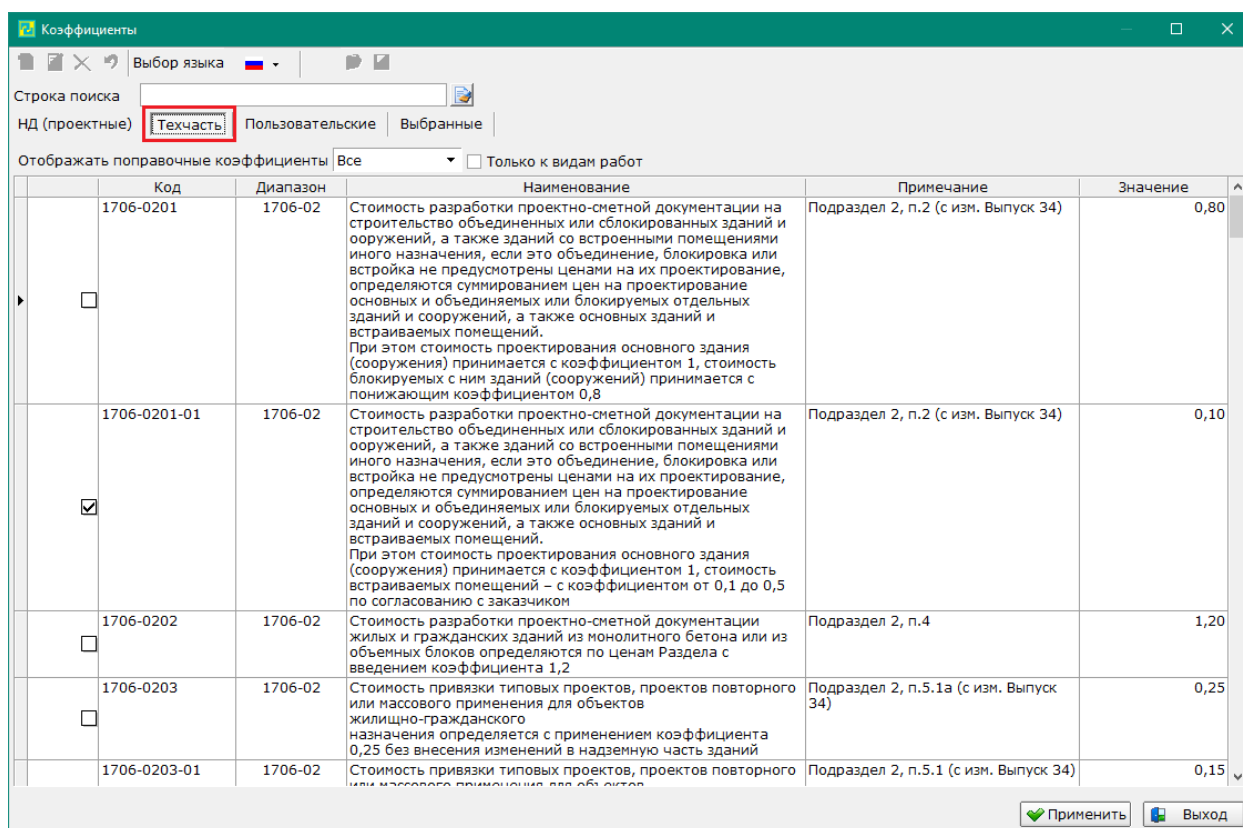 Коэффициенты
Выбор языка
Строка поиска
НД (проектные) Техчасть Пользовательские Выбранные
Отображать поправочные коэффициенты Все Только к видам работ
Код Диапазон Наименование Примечание Значение
1706-0201 1706-02 Стоимость разработки проектно-сметной документации на Подраздел 2, п.2 (с изм. Выпуск 34) 0,80
строительство объединенных или сблокированных зданий и
ооружений, а также зданий со встроенными помещениями
иного назначения, если это объединение, блокировка или
встройка не предусмотрены ценами на их проектирование,
определяются суммированием цен на проектирование
основных и объединяемых или блокируемых отдельных
зданий и сооружений, а также основных зданий и
встраиваемых помещений.
При этом стоимость проектирования основного здания
(сооружения) принимается с коэффициентом 1, стоимость
блокируемых с ним зданий (сооружений) принимается с
понижающим коэффициентом 0,8
1706-0201-01 1706-02 Стоимость разработки проектно-сметной документации на Подраздел 2, п.2 (с изм. Выпуск 34) 0,10
строительство объединенных или сблокированных зданий и
ооружений, а также зданий со встроенными помещениями
иного назначения, если это объединение, блокировка или
встройка не предусмотрены ценами на их проектирование,
определяются суммированием цен на проектирование
основных и объединяемых или блокируемых отдельных
зданий и сооружений, а также основных зданий и
встраиваемых помещений.
При этом стоимость проектирования основного здания
(сооружения) принимается с коэффициентом 1, стоимость
встраиваемых помещений – с коэффициентом от 0,1 до 0,5
по согласованию с заказчиком
1706-0202 1706-02 Стоимость разработки проектно-сметной документации Подраздел 2, п.4 1,20
жилых и гражданских зданий из монолитного бетона или из
объемных блоков определяются по ценам Раздела с
введением коэффициента 1,2
1706-0203 1706-02 Стоимость привязки типовых проектов, проектов повторного Подраздел 2, п.5.1а (с изм. Выпуск 0,25
или массового применения для объектов 34)
жилищно-гражданского
назначения определяется с применением коэффициента
0,25 без внесения изменений в надземную часть зданий
1706-0203-01 1706-02 Стоимость привязки типовых проектов, проектов повторного Подраздел 2, п.5.1 (с изм. Выпуск 34) 0,15
или массового применения для объектов
Применить Выход